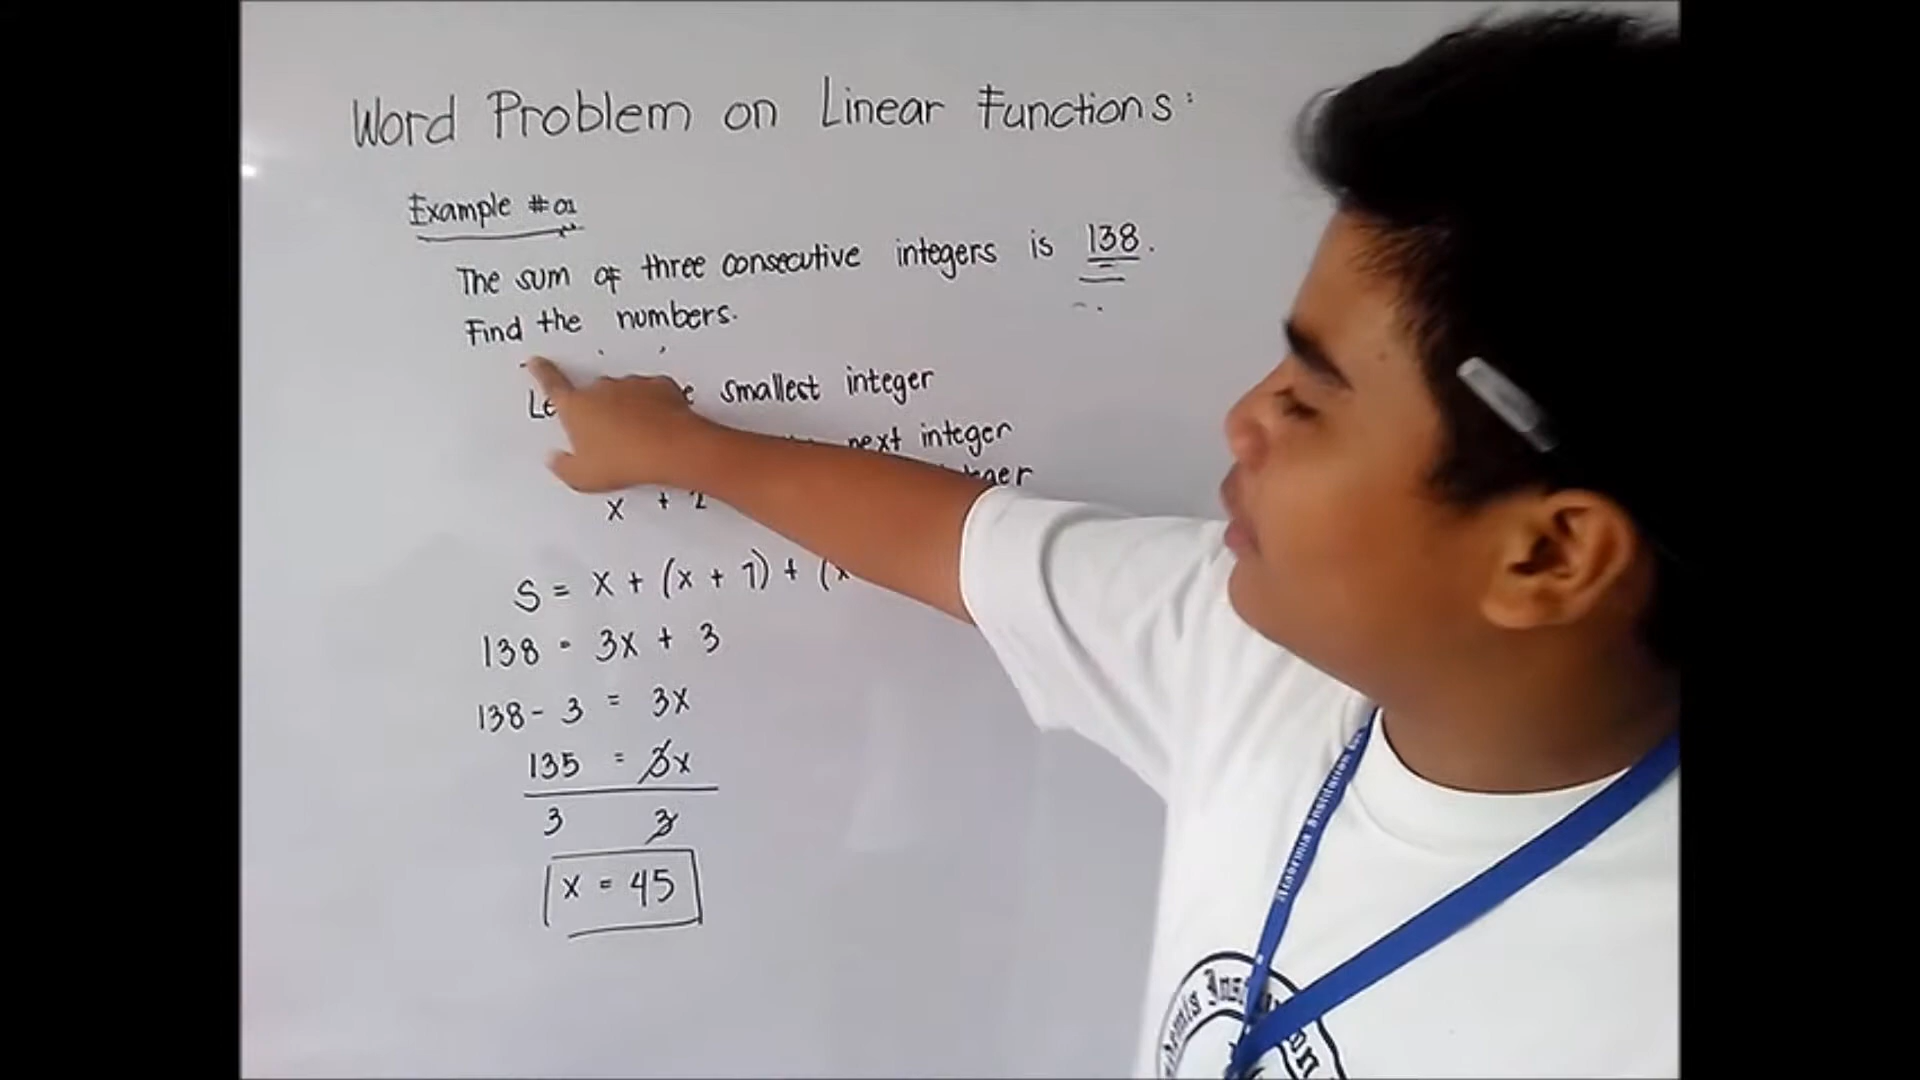 Word Problem on Linear Functions:
Example #01
The sum of three consecutive integers is 138.
Find the numbers.
smallest integer
next integer
x + 2
S = x + (x + 1) + (x
138 = 3x + 3
138 - 3 = 3x
135 = 3x
3 3
x = 45